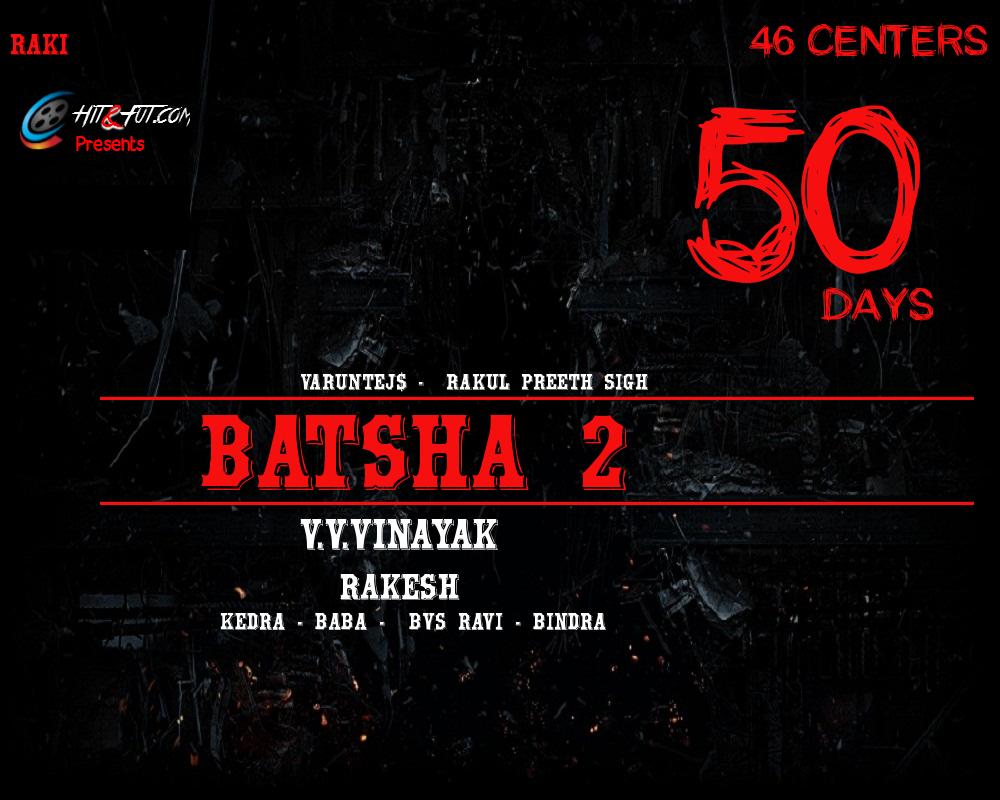 RAKI
46 CENTERS
HIT&FUT.COM
Presents
50
DAYS
VARUNTEJ$ - RAKUL PREETH SIGH
BATSHA 2
V.V.VINAYAK
RAKESH
KEDRA - BABA - BVS RAVI - BINDRA